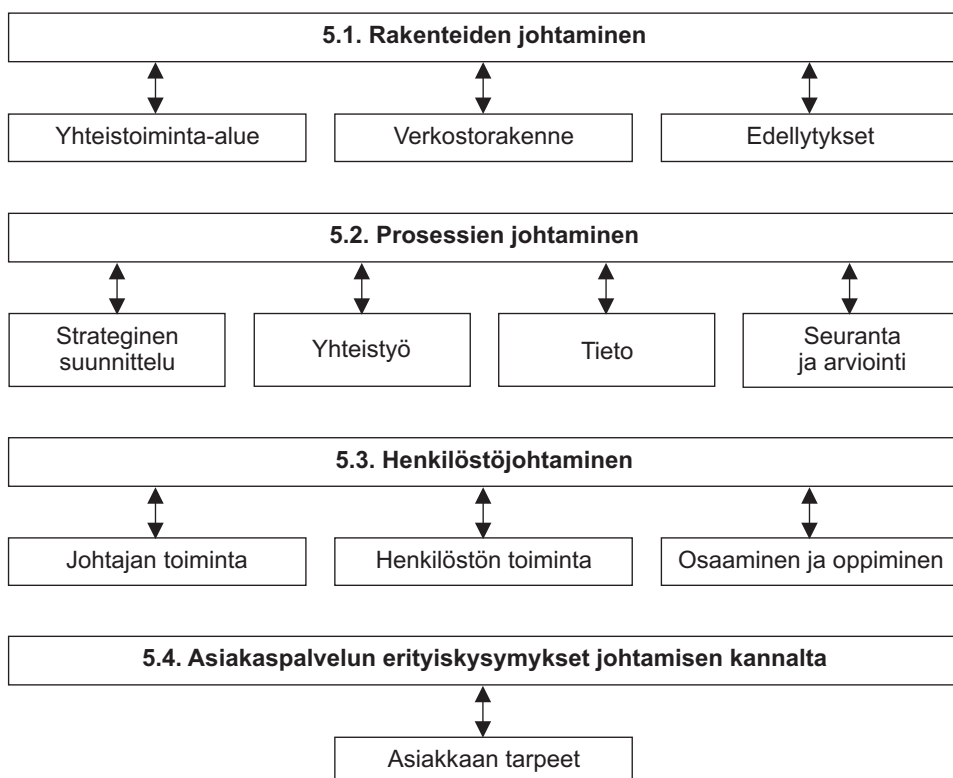 5.1. Rakenteiden johtaminen
Yhteistoiminta-alue
Verkostorakenne
Edellytykset
5.2. Prosessien johtaminen
Strateginen
suunnittelu
Yhteistyö
Tieto
Seuranta
ja arviointi
5.3. Henkilöstöjohtaminen
Johtajan toiminta
Henkilöstön toiminta
Osaaminen ja oppiminen
5.4. Asiakaspalvelun erityiskysymykset johtamisen kannalta
Asiakkaan tarpeet